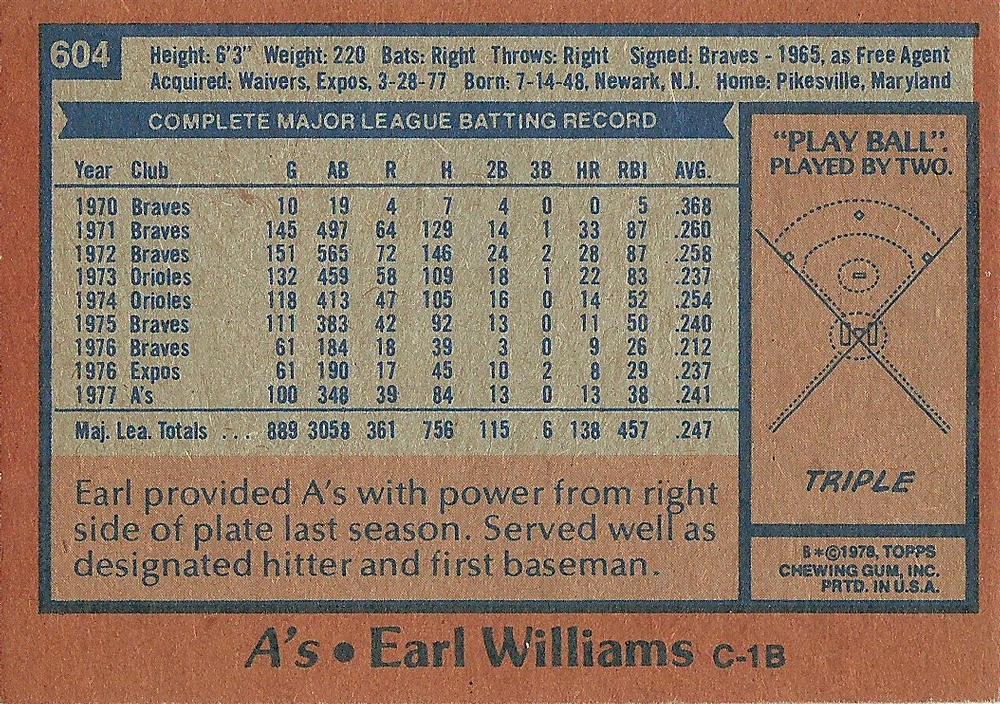 604
Height: 6'3" Weight: 220 Bats: Right Throws: Right Signed: Braves - 1965, as Free Agent
Acquired: Waivers, Expos, 3-28-77 Born: 7-14-48, Newark, N.J. Home: Pikesville, Maryland
COMPLETE MAJOR LEAGUE BATTING RECORD
Year Club G AB R H 2B 3B HR RBI AVG.
1970 Braves 10 19 4 7 4 0 0 5 .368
1971 Braves 145 497 64 129 14 1 33 87 .260
1972 Braves 151 565 72 146 24 2 28 87 .258
1973 Orioles 132 459 58 109 18 1 22 83 .237
1974 Orioles 118 413 47 105 16 0 14 52 .254
1975 Braves 111 383 42 92 13 0 11 50 .240
1976 Braves 61 184 18 39 3 0 9 26 .212
1976 Expos 61 190 17 45 10 2 8 29 .237
1977 A's 100 348 39 84 13 0 13 38 .241
Maj. Lea. Totals ... 889 3058 361 756 115 6 138 457 .247
Earl provided A's with power from right
side of plate last season. Served well as
designated hitter and first baseman.
"PLAY BALL".
PLAYED BY TWO.
TRIPLE
B*©1978, TOPPS
CHEWING GUM, INC.
PRTD. IN U.S.A.
A's • Earl Williams C-1B